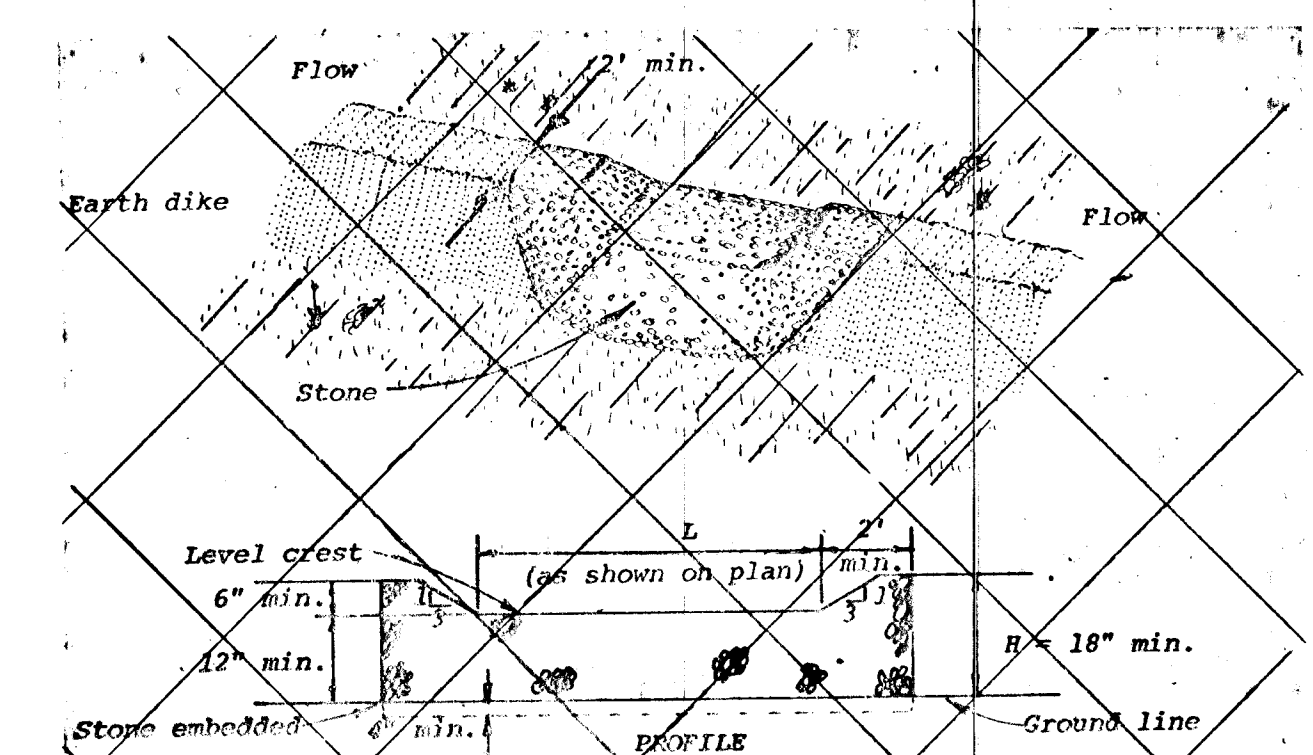 Flow
2' min.
Earth dike
Flow
Stone
L
2'
min.
Level crest
(as shown on plan)
6" min.
1
3
1
3
12" min.
H = 18" min.
Stone embedded
4" min.
Ground line
PROFILE